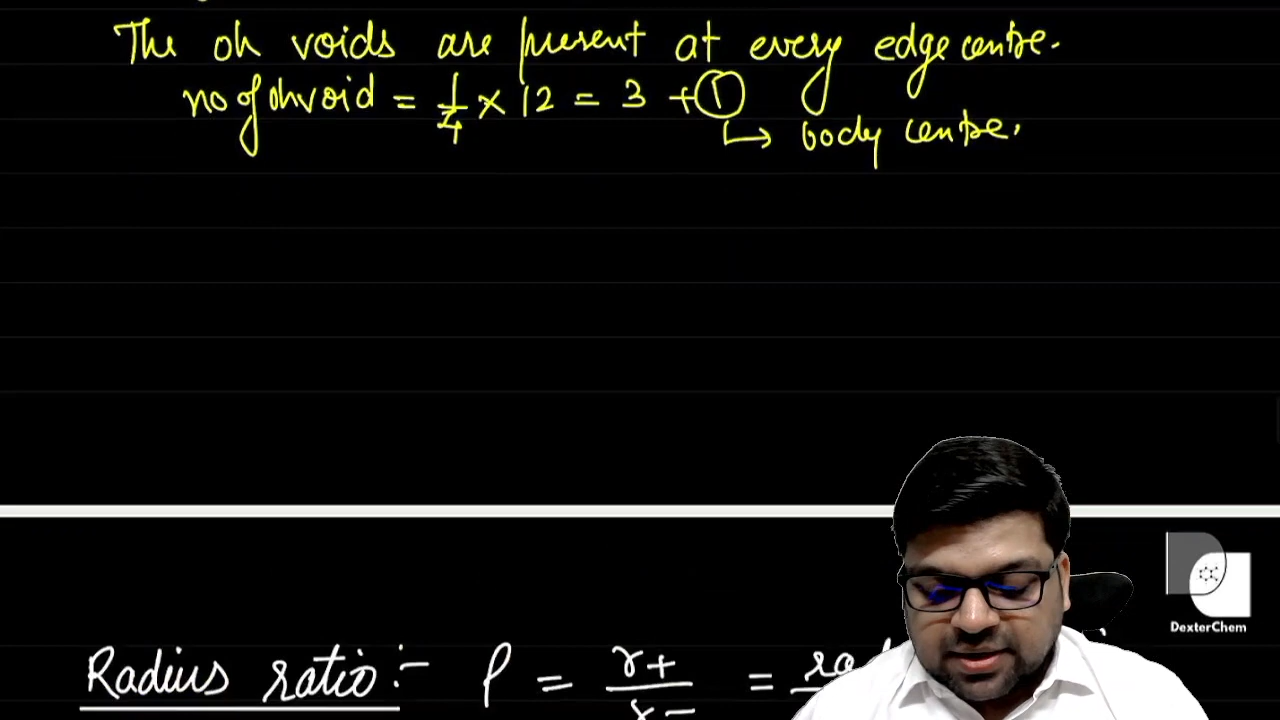 The oh voids are present at every edge centre.
no of oh void = 1/4 × 12 = 3 + 1
↳ body centre.
DexterChem
Radius ratio :- ρ = r+/r- =